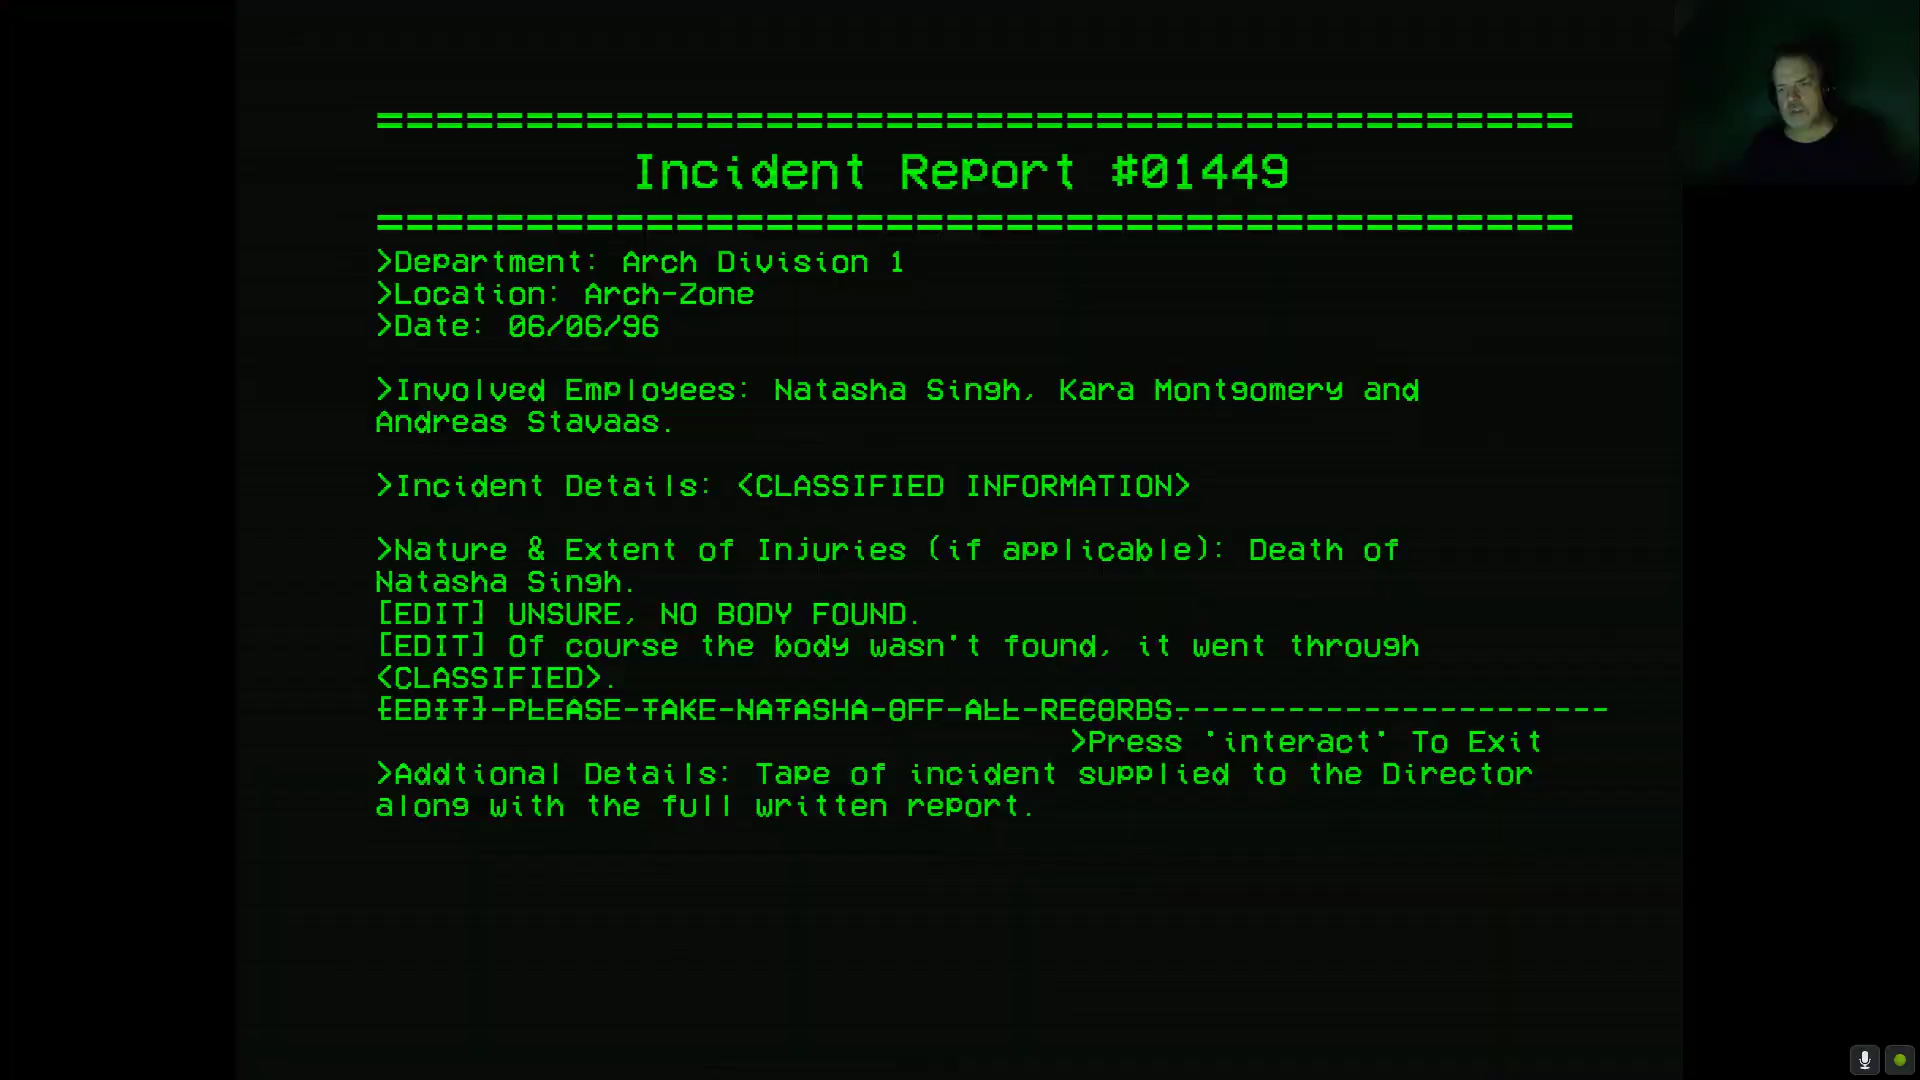 ========================================
Incident Report #01449
========================================
>Department: Arch Division 1
>Location: Arch-Zone
>Date: 06/06/96
>Involved Employees: Natasha Singh, Kara Montgomery and
Andreas Stavaas.
>Incident Details: <CLASSIFIED INFORMATION>
>Nature & Extent of Injuries (if applicable): Death of
Natasha Singh.
[EDIT] UNSURE, NO BODY FOUND.
[EDIT] Of course the body wasn't found, it went through
<CLASSIFIED>.
[EDIT] PLEASE TAKE NATASHA OFF ALL RECORDS.
>Press 'interact' To Exit
>Addtional Details: Tape of incident supplied to the Director
along with the full written report.